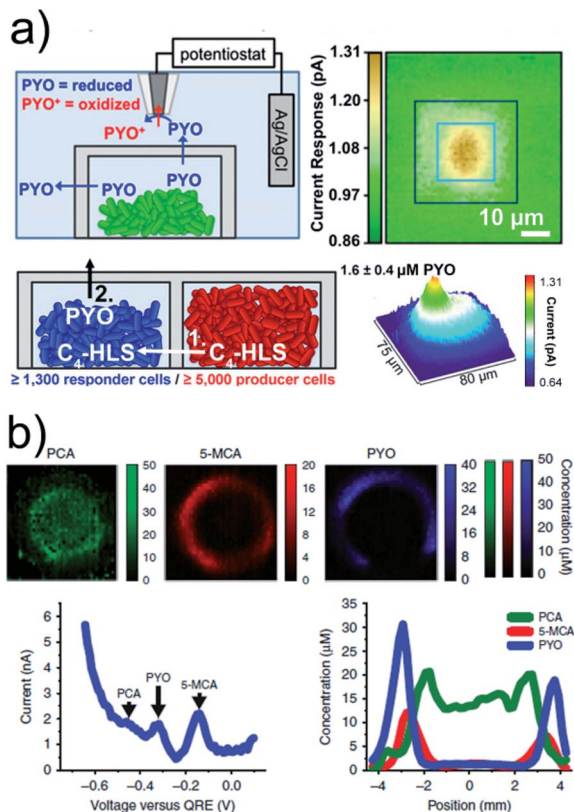 a)
potentiostat
PYO = reduced
PYO⁺ = oxidized
PYO⁺
PYO
Ag/AgCl
PYO
PYO
Current Response (pA)
1.31
1.20
1.08
0.97
0.86
10 µm
2.
PYO
1.
C₄-HLS
C₄-HLS
≥ 1,300 responder cells / ≥ 5,000 producer cells
1.6 ± 0.4 µM PYO
75 µm
80 µm
1.31
0.64
Current (pA)
b)
PCA
5-MCA
PYO
50
40
30
20
10
0
20
16
12
8
4
0
40
30
20
10
0
50
40
30
20
10
0
Concentration (µM)
Current (nA)
6
5
4
3
2
1
0
PCA
PYO
5-MCA
−0.6
−0.4
−0.2
0.0
Voltage versus QRE (V)
Concentration (µM)
35
30
25
20
15
10
5
0
PCA
5-MCA
PYO
−4
−2
0
2
4
Position (mm)